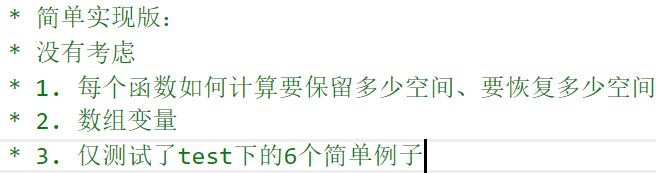 * 简单实现版：
* 没有考虑
* 1. 每个函数如何计算要保留多少空间、要恢复多少空间
* 2. 数组变量
* 3. 仅测试了test下的6个简单例子